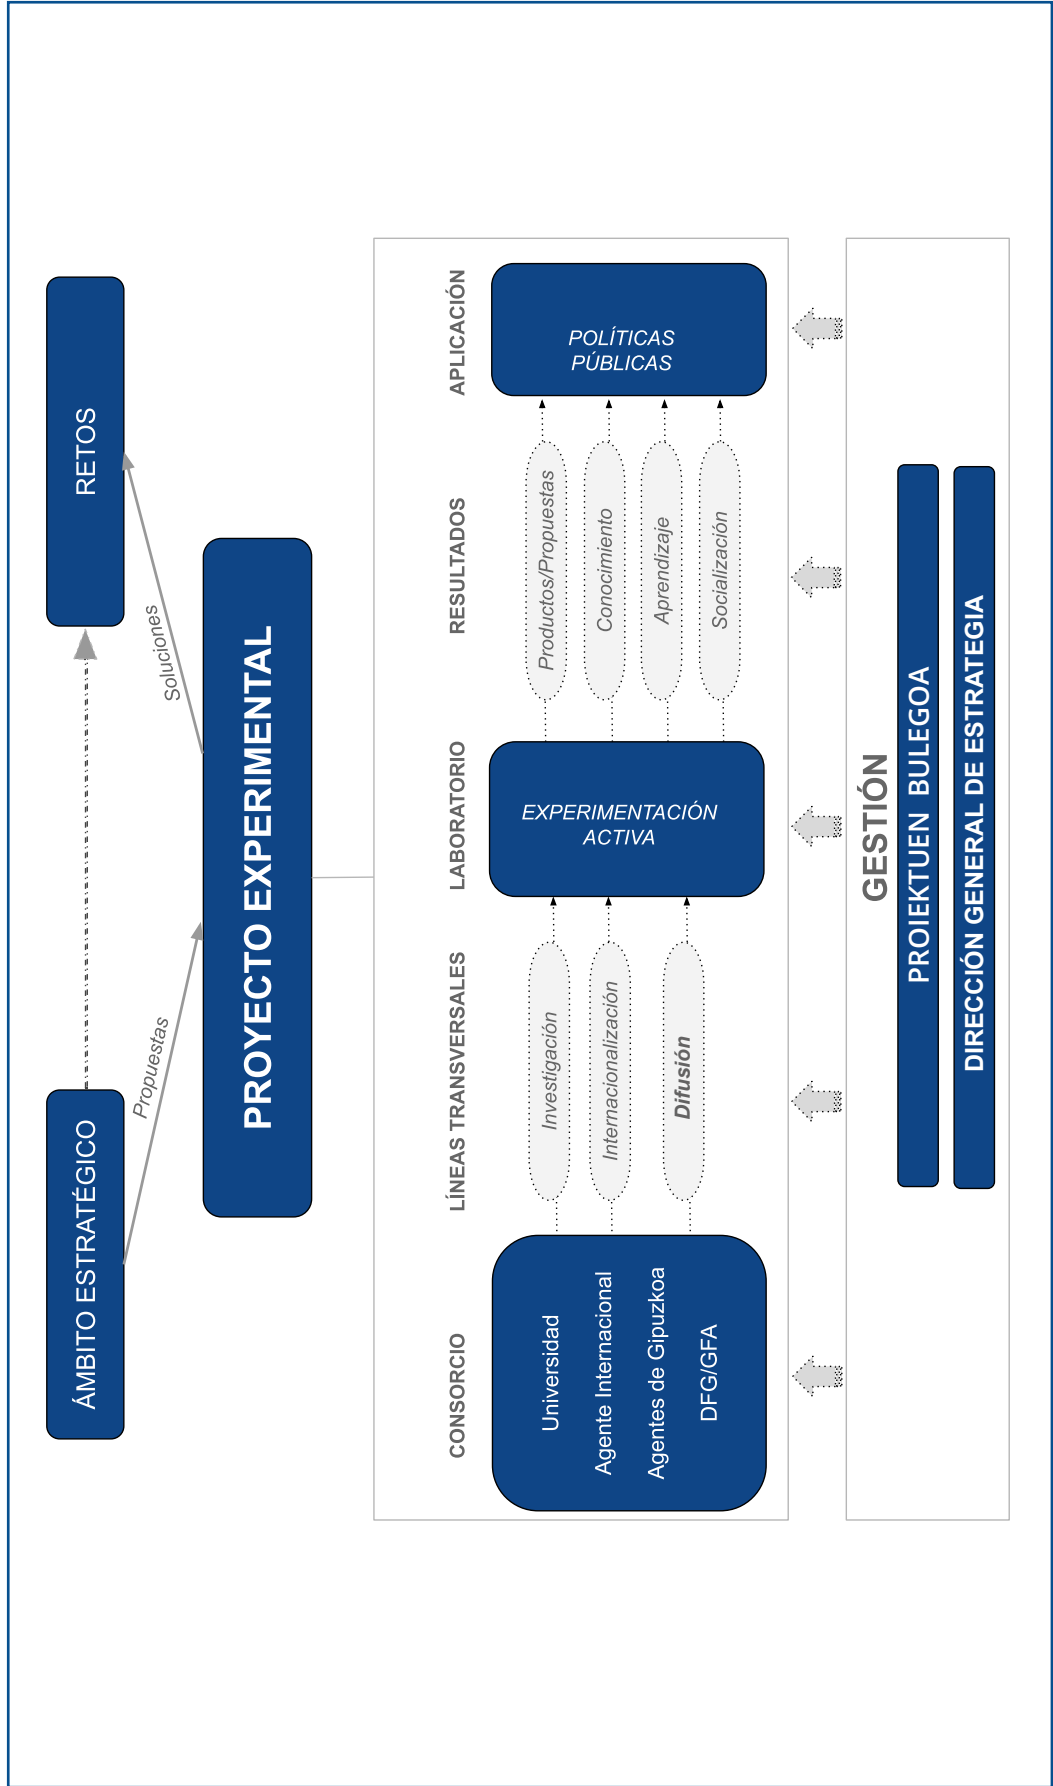 ÁMBITO ESTRATÉGICO
RETOS
Propuestas
Soluciones
PROYECTO EXPERIMENTAL
CONSORCIO
LÍNEAS TRANSVERSALES
LABORATORIO
RESULTADOS
APLICACIÓN
Universidad
Agente Internacional
Agentes de Gipuzkoa
DFG/GFA
Investigación
Internacionalización
Difusión
EXPERIMENTACIÓN
ACTIVA
Productos/Propuestas
Conocimiento
Aprendizaje
Socialización
POLÍTICAS
PÚBLICAS
GESTIÓN
PROIEKTUEN BULEGOA
DIRECCIÓN GENERAL DE ESTRATEGIA